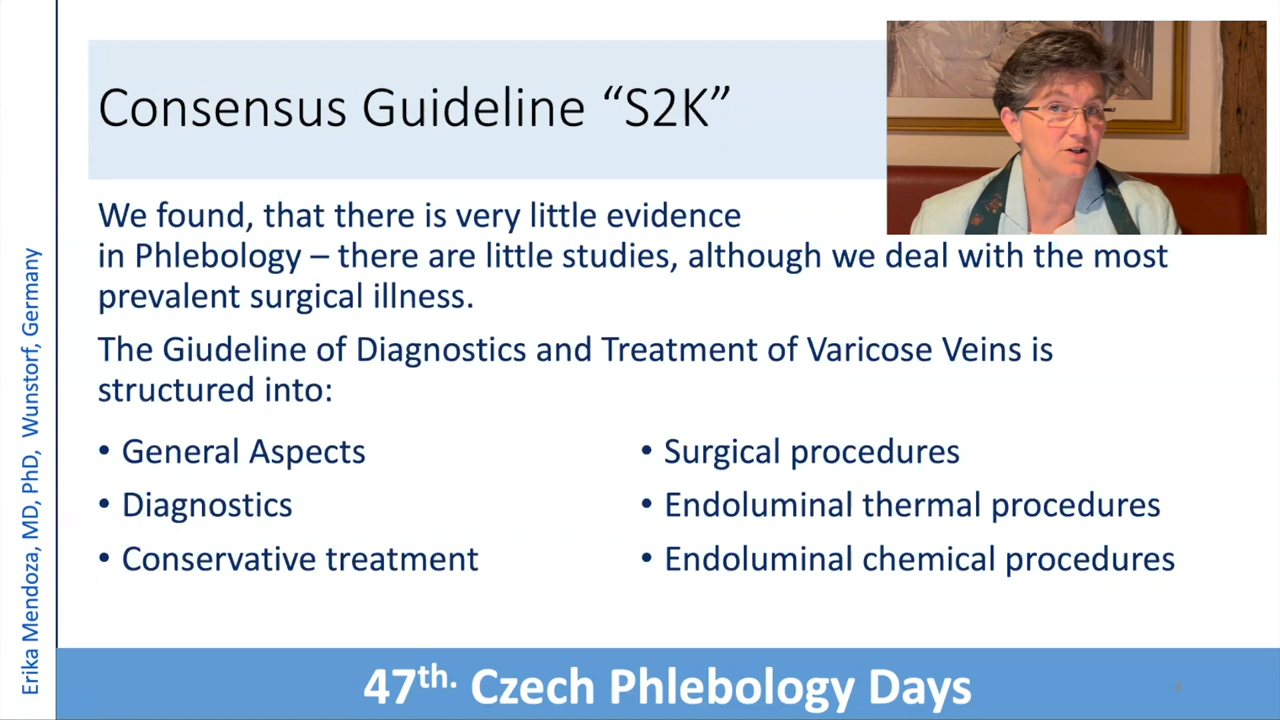 Consensus Guideline “S2K”
We found, that there is very little evidence
in Phlebology – there are little studies, although we deal with the most
prevalent surgical illness.
The Giudeline of Diagnostics and Treatment of Varicose Veins is
structured into:
• General Aspects
• Diagnostics
• Conservative treatment
• Surgical procedures
• Endoluminal thermal procedures
• Endoluminal chemical procedures
Erika Mendoza, MD, PhD, Wunstorf, Germany
47th. Czech Phlebology Days